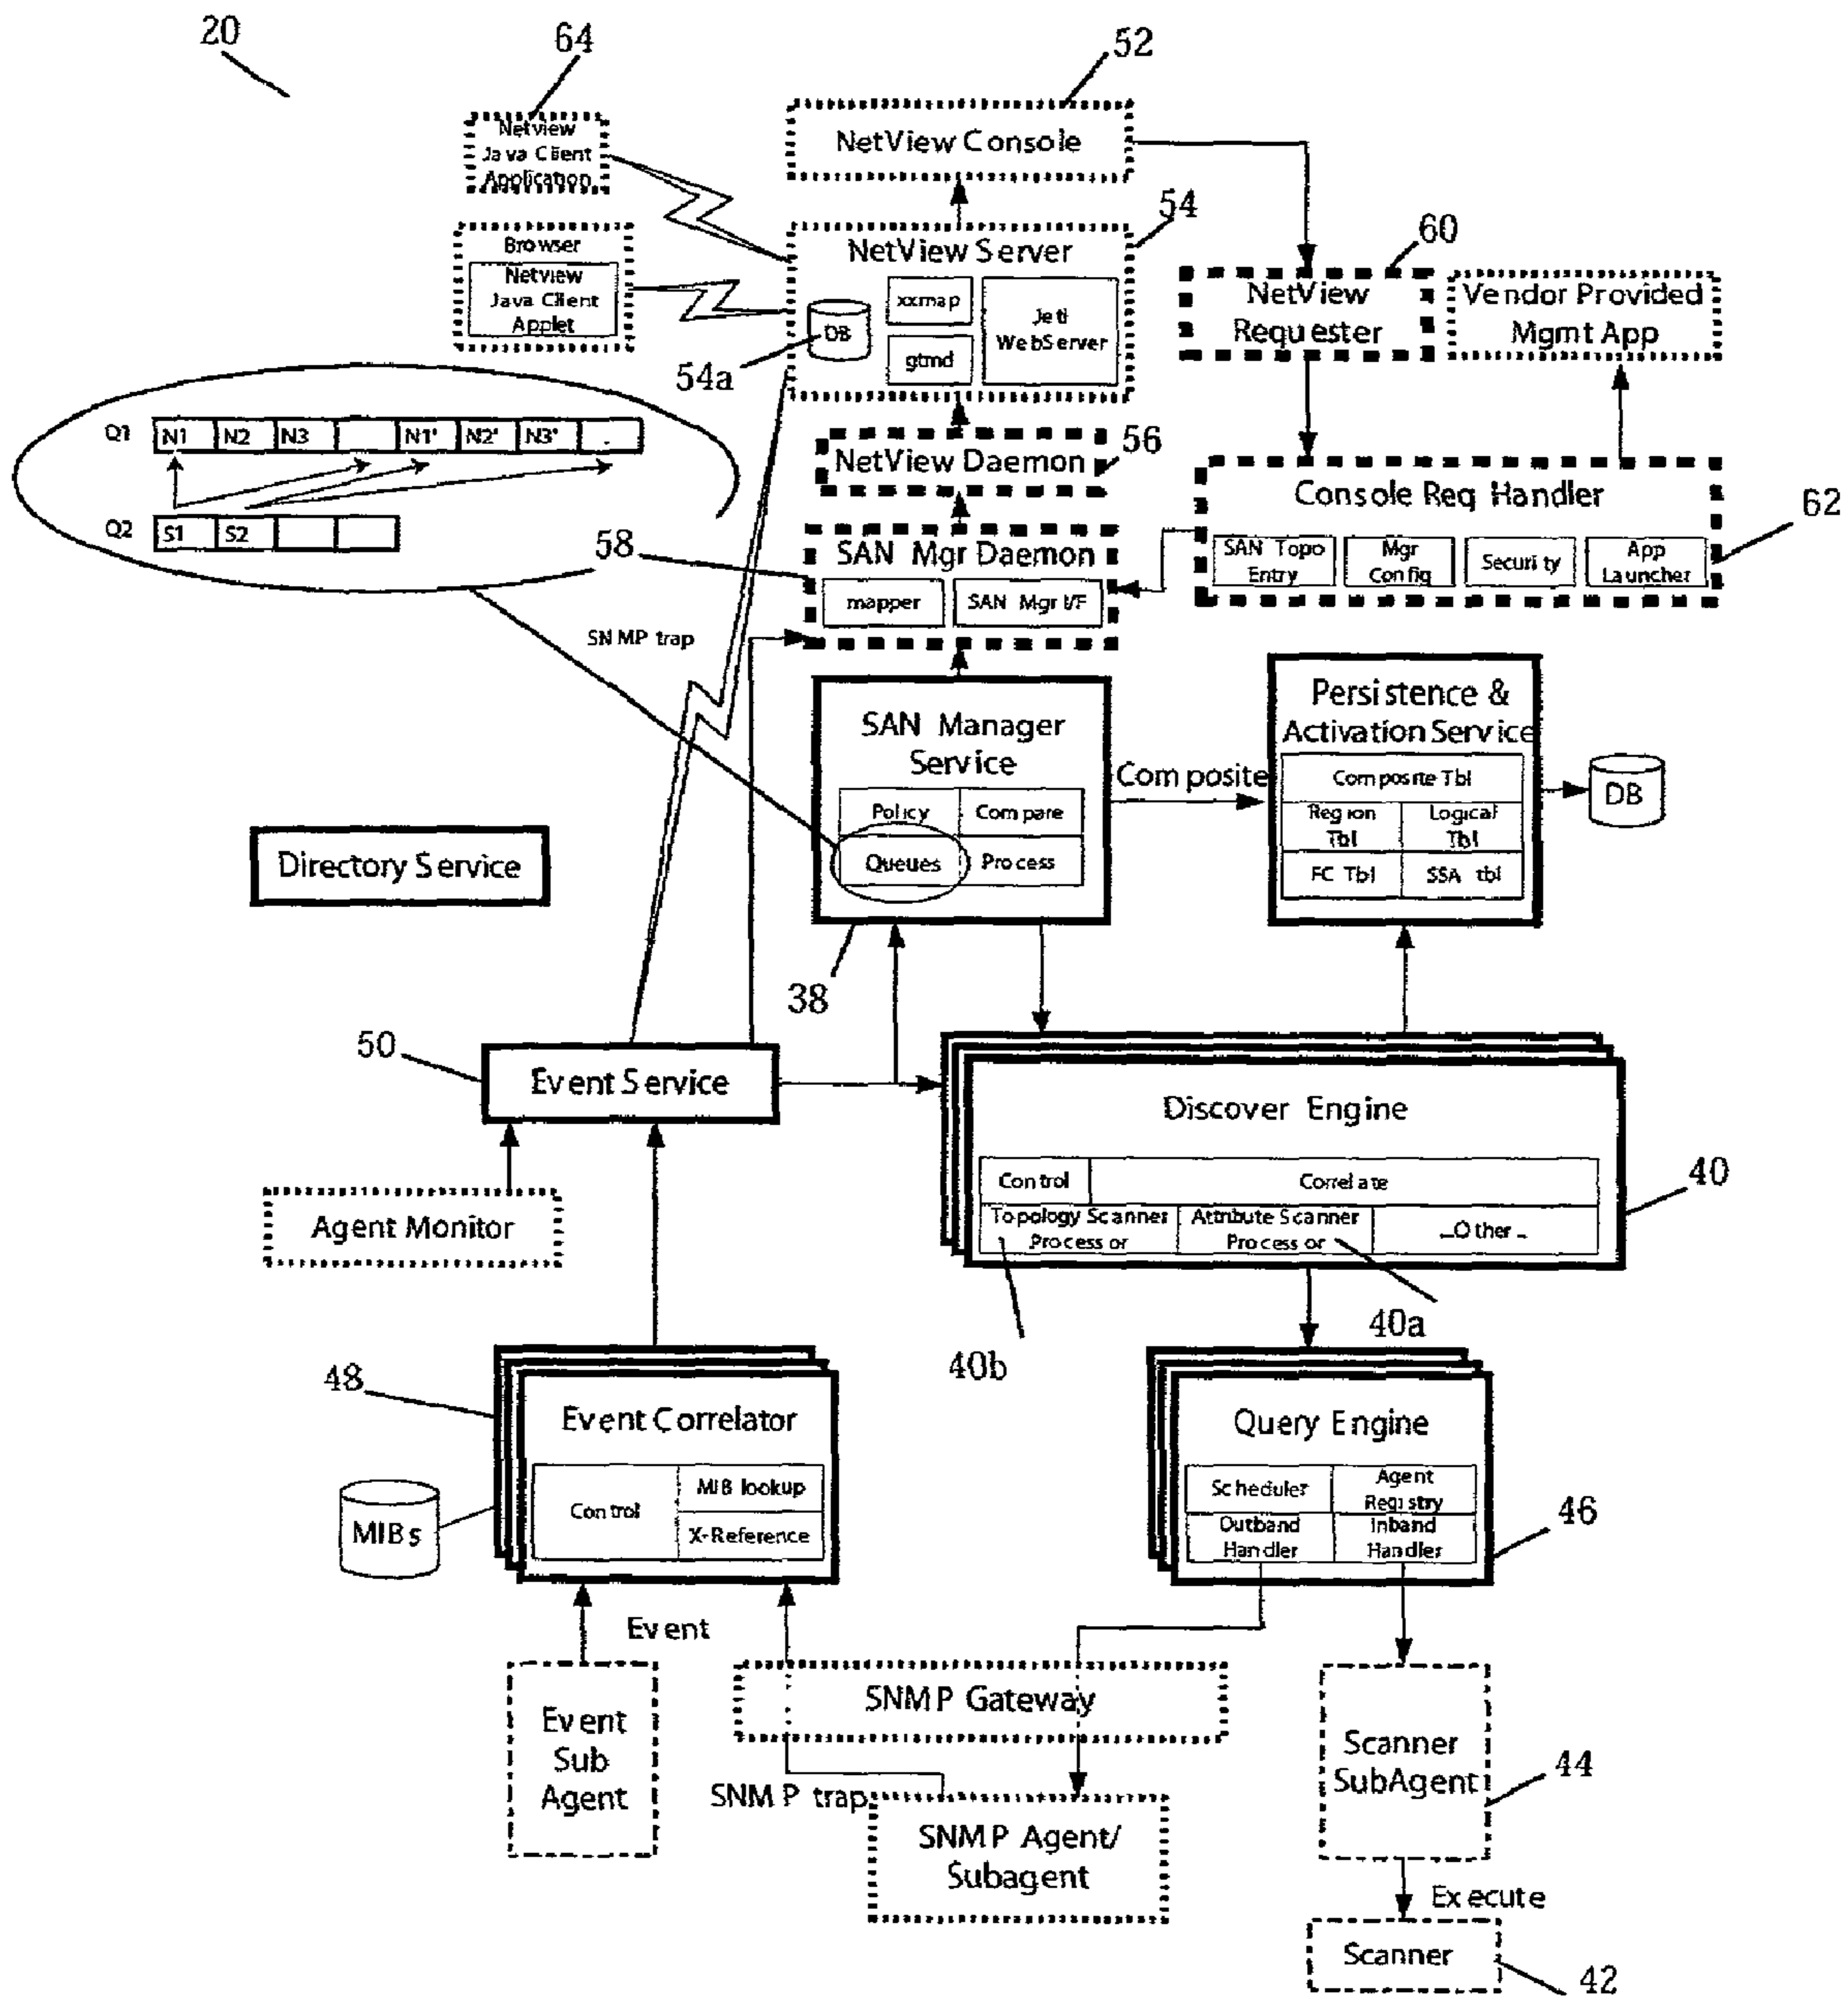 20
64
52
Netview
Java Client
Application
NetView Console
54
Browser
Netview
Java Client
Applet
NetView Server
xxmap
DB
gtmd
WebServer
54a
60
NetView
Requester
Vendor Provided
Mgmt App
Q1 N1 N2 N3 N1' N2' N3' .
Q2 S1 S2
NetView Daemon
56
Console Req Handler
SAN Topo
Entry
Mgr
Config
Security
App
Launcher
62
58
SAN Mgr Daemon
mapper
SAN Mgr I/F
SNMP trap
SAN Manager
Service
Policy
Compare
Queues
Process
38
Composite
Persistence &
Activation Service
Composite Tbl
Region
Tbl
Logical
Tbl
FC Tbl
SSA tbl
DB
Directory Service
50
Event Service
Agent Monitor
Discover Engine
Control
Correlate
Topology Scanner
Processor
Attribute Scanner
Processor
...Other ..
40
40a
40b
48
Event Correlator
Control
MIB lookup
X-Reference
MIBs
Query Engine
Scheduler
Agent
Registry
Outband
Handler
Inband
Handler
46
Event
Event
Sub
Agent
SNMP Gateway
SNMP trap
SNMP Agent/
Subagent
Scanner
SubAgent
44
Execute
Scanner
42